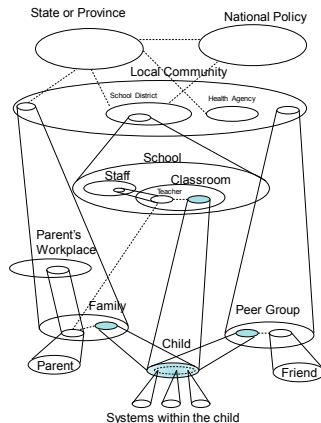 State or Province
National Policy
Local Community
School District
Health Agency
School
Staff
Classroom
Teacher
Parent's
Workplace
Family
Peer Group
Child
Parent
Friend
Systems within the child